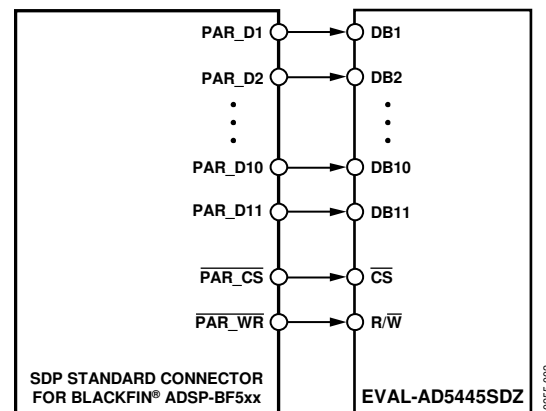 PAR_D1 DB1
PAR_D2 DB2
PAR_D10 DB10
PAR_D11 DB11
PAR_CS CS
PAR_WR R/W
SDP STANDARD CONNECTOR
FOR BLACKFIN® ADSP-BF5xx
EVAL-AD5445SDZ